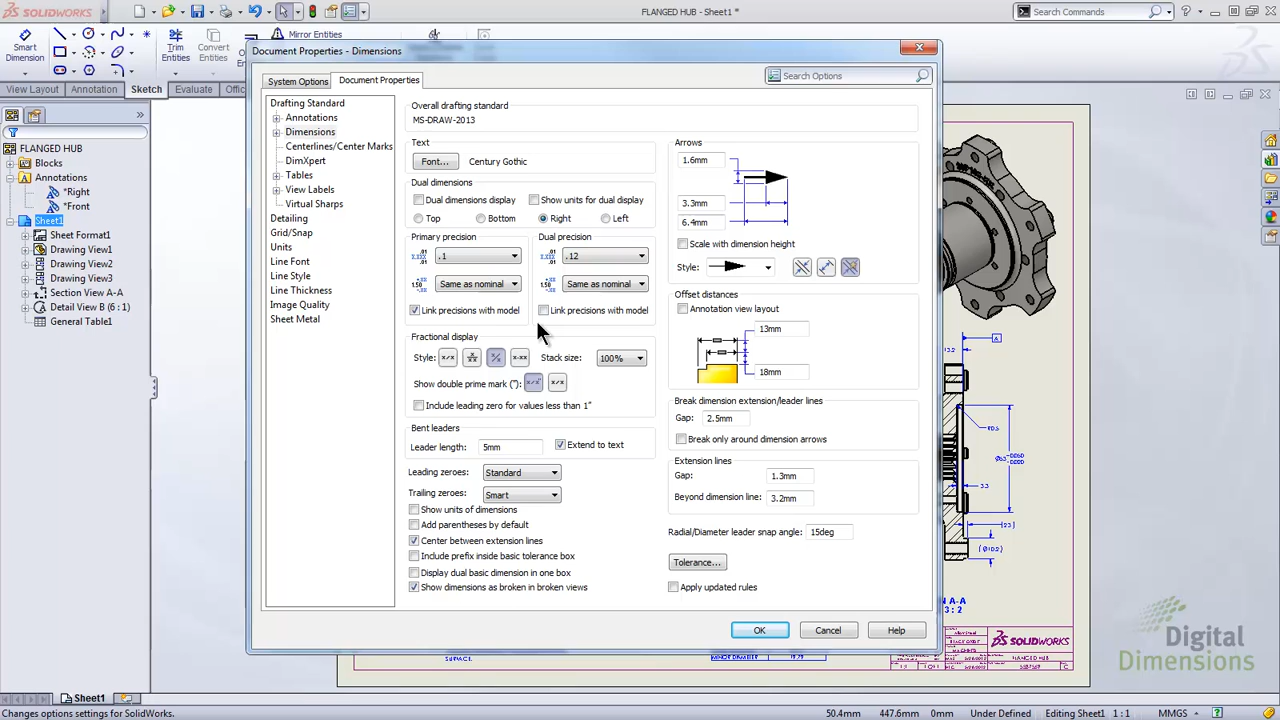 SOLIDWORKS
FLANGED HUB - Sheet1 *
Search Commands
Smart Dimension
Trim Entities
Convert Entities
Mirror Entities
View Layout
Annotation
Sketch
Evaluate
Offic
FLANGED HUB
Blocks
Annotations
*Right
*Front
Sheet1
Sheet Format1
Drawing View1
Drawing View2
Drawing View3
Section View A-A
Detail View B (6 : 1)
General Table1
Document Properties - Dimensions
System Options
Document Properties
Search Options
Drafting Standard
Annotations
Dimensions
Centerlines/Center Marks
DimXpert
Tables
View Labels
Virtual Sharps
Detailing
Grid/Snap
Units
Line Font
Line Style
Line Thickness
Image Quality
Sheet Metal
Overall drafting standard
MS-DRAW-2013
Text
Font... Century Gothic
Dual dimensions
Dual dimensions display Show units for dual display
Top Bottom Right Left
Primary precision Dual precision
.1 .12
Same as nominal Same as nominal
Link precisions with model Link precisions with model
Fractional display
Style: Stack size: 100%
Show double prime mark ("):
Include leading zero for values less than 1"
Bent leaders
Leader length: 5mm Extend to text
Leading zeroes: Standard
Trailing zeroes: Smart
Show units of dimensions
Add parentheses by default
Center between extension lines
Include prefix inside basic tolerance box
Display dual basic dimension in one box
Show dimensions as broken in broken views
Arrows
1.6mm
3.3mm
6.4mm
Scale with dimension height
Style:
Offset distances
Annotation view layout
13mm
18mm
Break dimension extension/leader lines
Gap: 2.5mm
Break only around dimension arrows
Extension lines
Gap: 1.3mm
Beyond dimension line: 3.2mm
Radial/Diameter leader snap angle: 15deg
Tolerance...
Apply updated rules
OK Cancel Help
A
3.3
N A-A
3 : 2
SOLIDWORKS
Digital
Dimensions
Sheet1
Changes options settings for SolidWorks
50.4mm 447.6mm 0mm Under Defined Editing Sheet1 1 : 1 MMGS